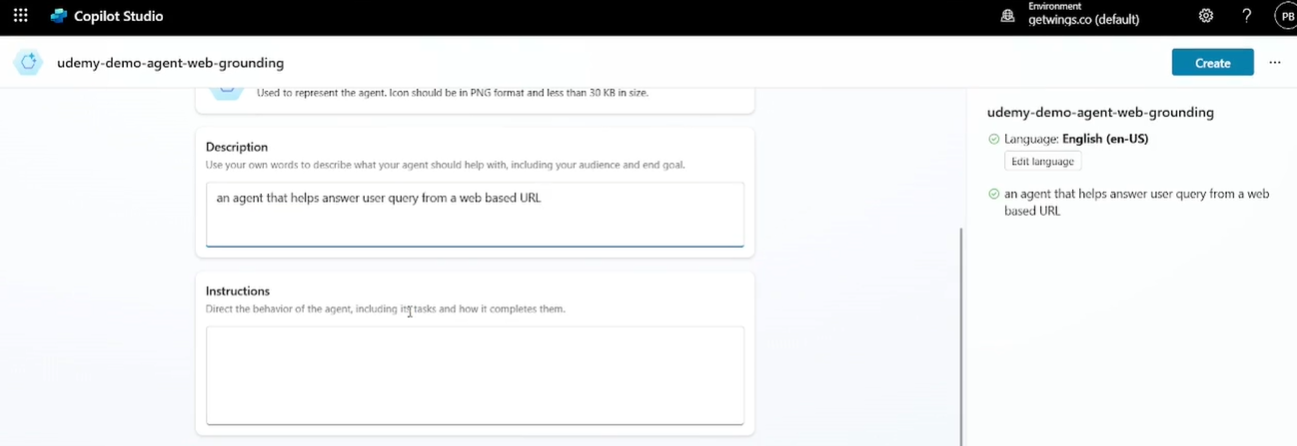 Copilot Studio
Environment
getwings.co (default)
?
PB
udemy-demo-agent-web-grounding
Create
...
Used to represent the agent. Icon should be in PNG format and less than 30 KB in size.
Description
Use your own words to describe what your agent should help with, including your audience and end goal.
an agent that helps answer user query from a web based URL
Instructions
Direct the behavior of the agent, including its tasks and how it completes them.
udemy-demo-agent-web-grounding
Language: English (en-US)
Edit language
an agent that helps answer user query from a web
based URL